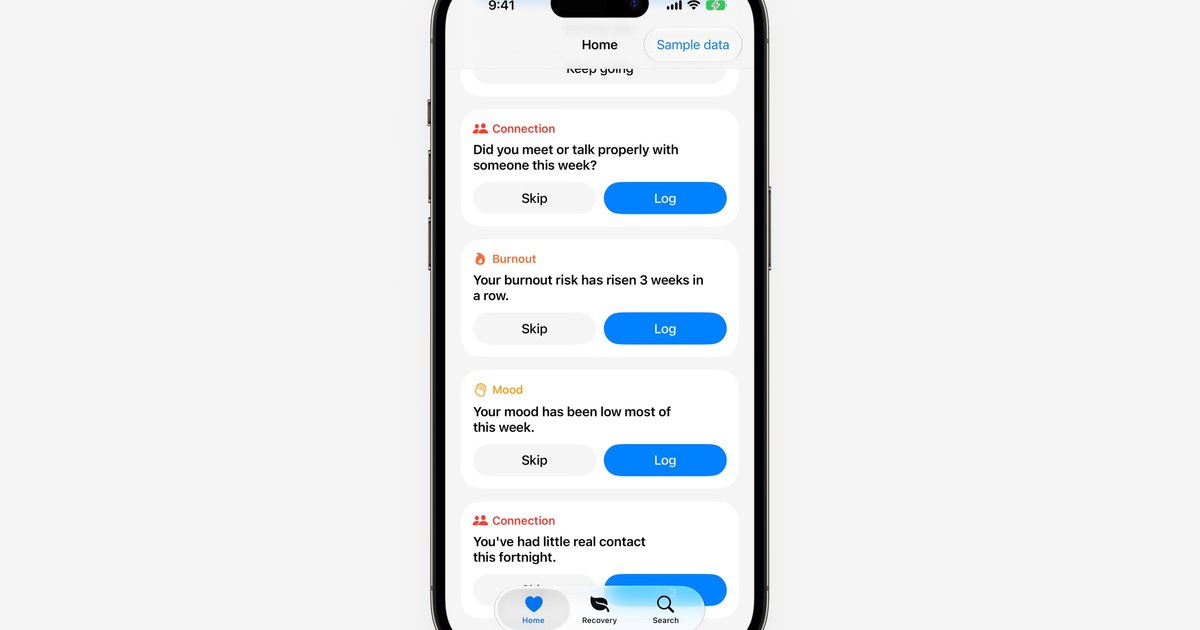 9:41
Home
Sample data
Keep going
Connection
Did you meet or talk properly with
someone this week?
Skip
Log
Burnout
Your burnout risk has risen 3 weeks in
a row.
Skip
Log
Mood
Your mood has been low most of
this week.
Skip
Log
Connection
You've had little real contact
this fortnight.
Home
Recovery
Search